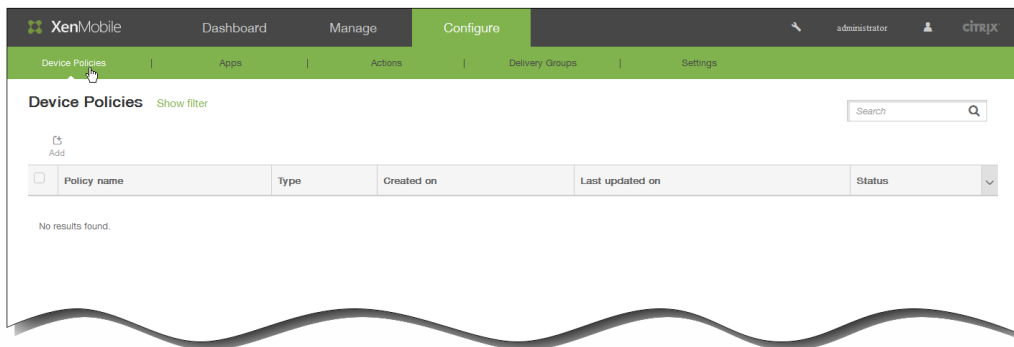 XenMobile Dashboard Manage Configure administrator CITRIX
Device Policies | Apps | Actions | Delivery Groups | Settings
Device Policies Show filter
Search
Add
Policy name Type Created on Last updated on Status
No results found.